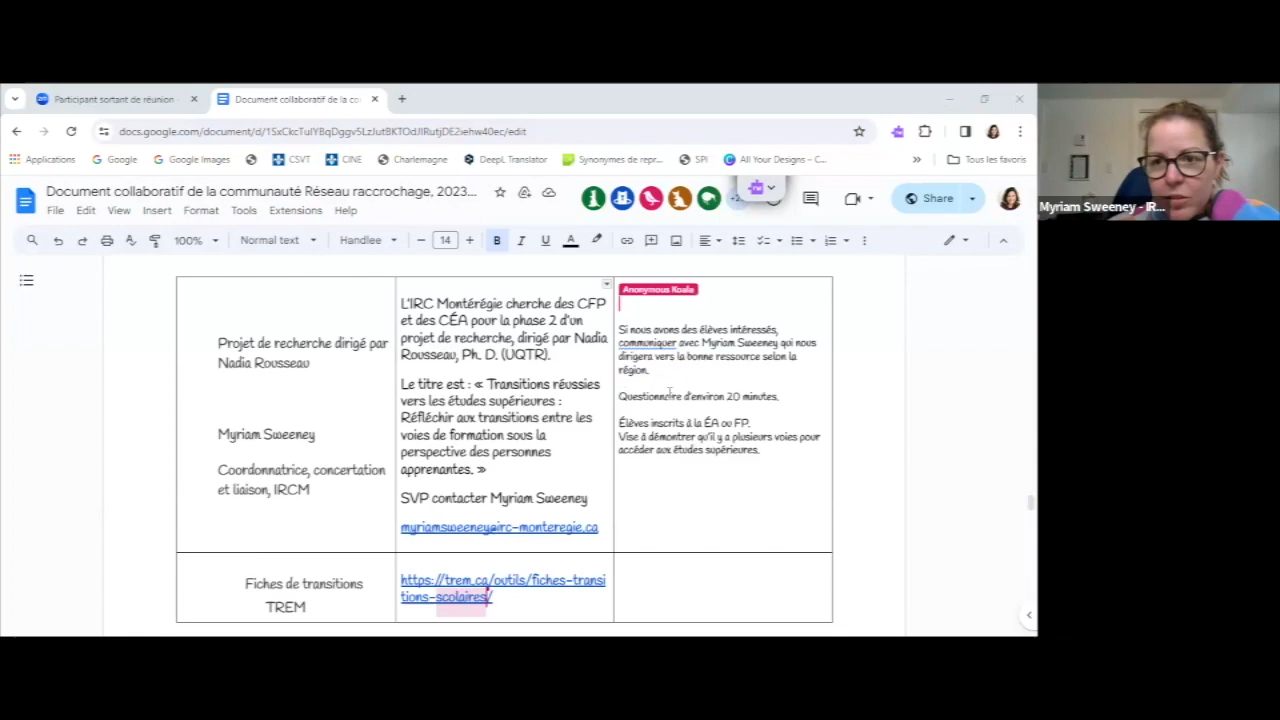 Participant sortant de réunion
Document collaboratif de la co
docs.google.com/document/d/1SxCkcTulYBqDggv5LzJut8KTOdJIRutjDE2iehw40ec/edit
Applications
Google
Google Images
CSVT
CINE
Charlemagne
DeepL Translator
Synonymes de repr...
SPI
All Your Designs – C...
Tous les favoris
Document collaboratif de la communauté Réseau raccrochage, 2023...
Share
File Edit View Insert Format Tools Extensions Help
100%
Normal text
Handlee
14
B I U A
Myriam Sweeney - IR...
Projet de recherche dirigé par
Nadia Rousseau
Myriam Sweeney
Coordonnatrice, concertation
et liaison, IRCM
L'IRC Montérégie cherche des CFP
et des CÉA pour la phase 2 d'un
projet de recherche, dirigé par Nadia
Rousseau, Ph. D. (UQTR).
Le titre est : « Transitions réussies
vers les études supérieures :
Réfléchir aux transitions entre les
voies de formation sous la
perspective des personnes
apprenantes. »
SVP contacter Myriam Sweeney
myriamsweeney@irc-monteregie.ca
Anonymous Koala
Si nous avons des élèves intéressés,
communiquer avec Myriam Sweeney qui nous
dirigera vers la bonne ressource selon la
région.
Questionnaire d'environ 20 minutes.
Élèves inscrits à la ÉA ou FP.
Vise à démontrer qu'il y a plusieurs voies pour
accéder aux études supérieures.
Fiches de transitions
TREM
https://trem.ca/outils/fiches-transi
tions-scolaires/